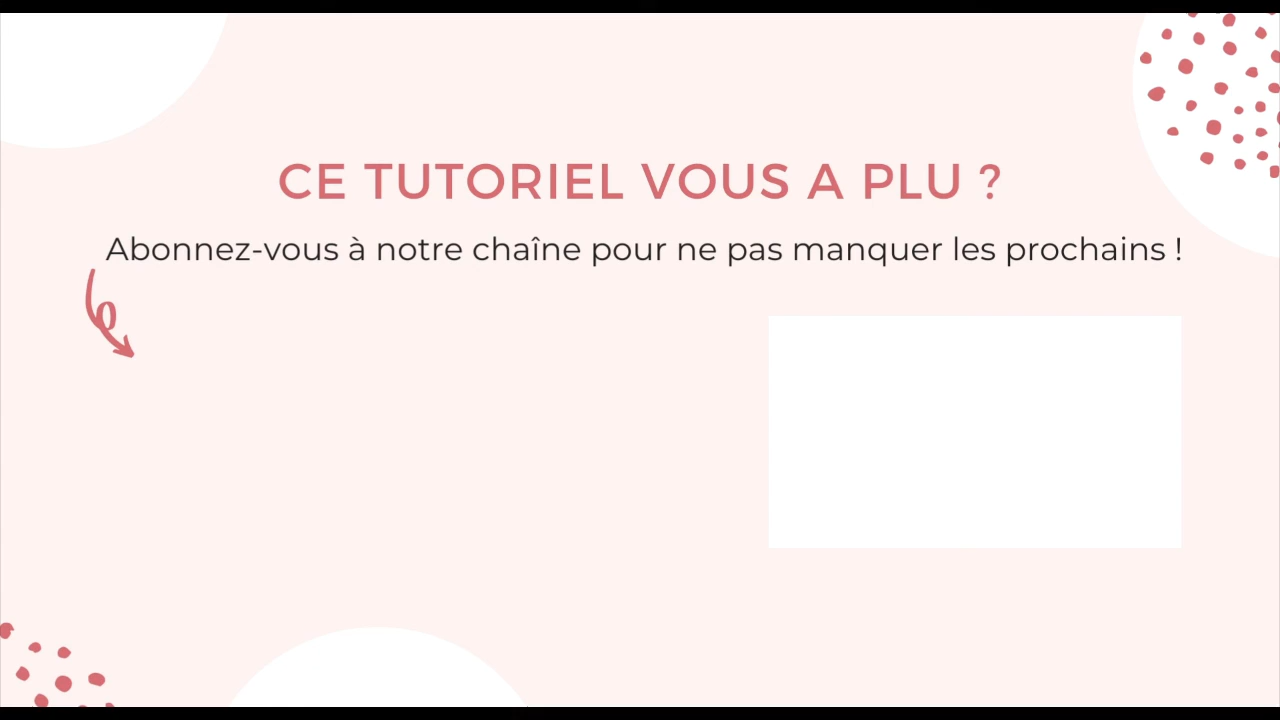 CE TUTORIEL VOUS A PLU ?
Abonnez-vous à notre chaîne pour ne pas manquer les prochains !